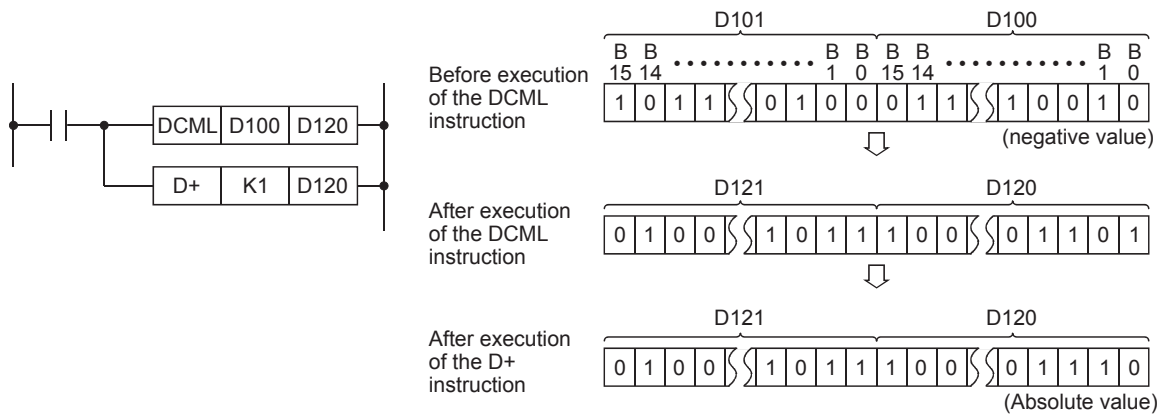 DCML D100 D120
D+ K1 D120
D101 D100
B B B B B B B B
15 14 ··········· 1 0 15 14 ··········· 1 0
Before execution
of the DCML
instruction
1 0 1 1 0 1 0 0 0 1 1 1 0 0 1 0
(negative value)
D121 D120
After execution
of the DCML
instruction
0 1 0 0 1 0 1 1 1 0 0 0 1 1 0 1
D121 D120
After execution
of the D+
instruction
0 1 0 0 1 0 1 1 1 0 0 0 1 1 1 0
(Absolute value)